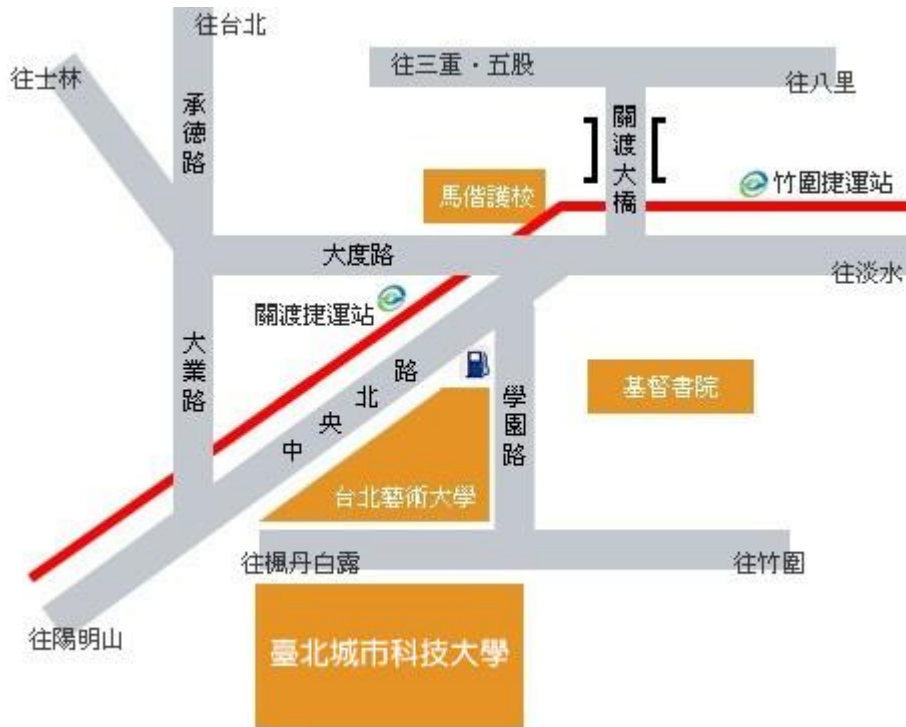 往台北
往三重·五股
往士林
往八里
承德路
關渡大橋
竹圍捷運站
馬偕護校
大度路
往淡水
關渡捷運站
大業路
中央北路
學園路
基督書院
台北藝術大學
往楓丹白露
往竹圍
往陽明山
臺北城市科技大學